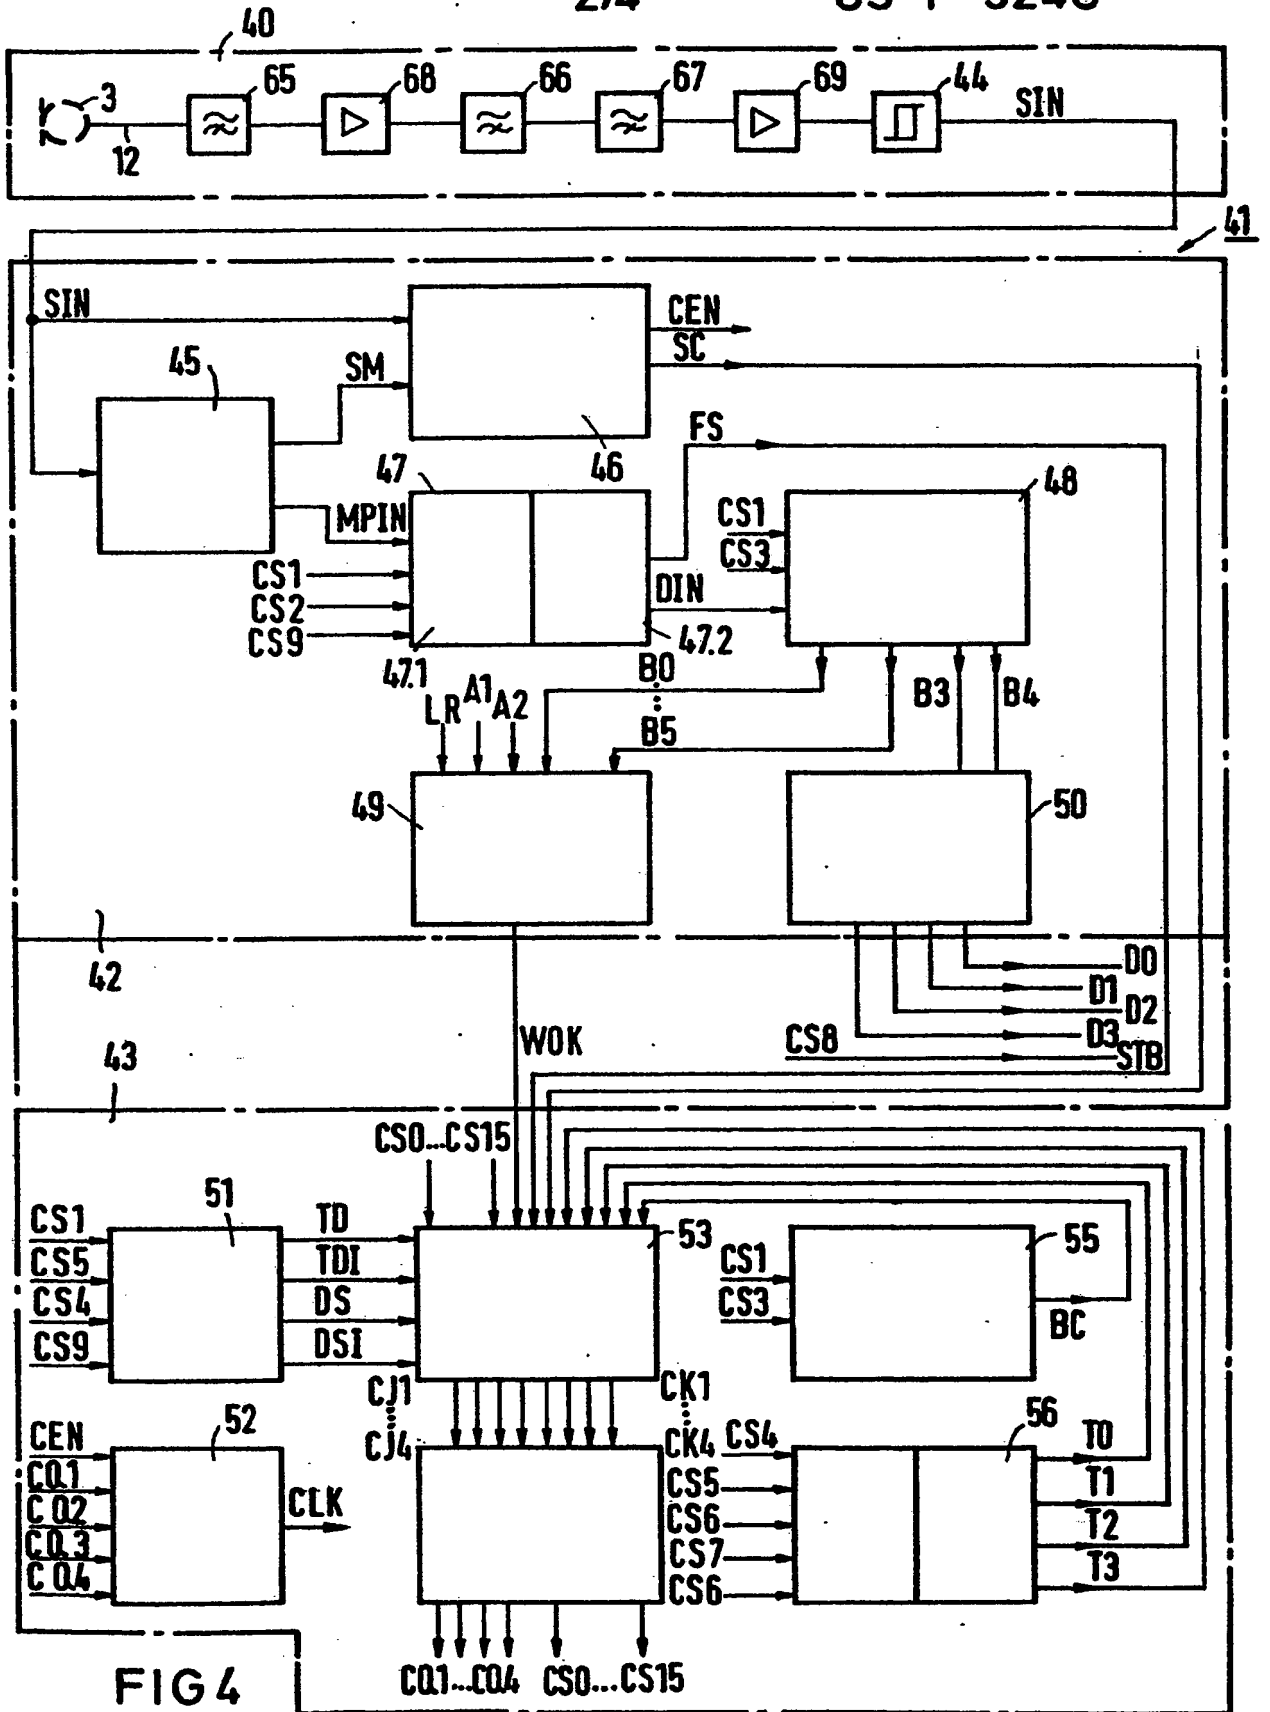 40
3
65
68
66
67
69
44
SIN
12
41
SIN
CEN
SC
45
SM
FS
46
47
48
MPIN
CS1
CS3
CS1
CS2
CS9
DIN
47.1
47.2
B0
B5
B3
B4
LR
A1
A2
49
50
42
D0
D1
D2
D3
CS8
STB
WOK
43
CS0...CS15
51
CS1
CS5
CS4
CS9
TD
TDI
DS
DSI
53
CS1
CS3
55
BC
CJ1
CJ4
CK1
CK4
52
CEN
CQ1
CQ2
CQ3
CQ4
CLK
CS4
CS5
CS6
CS7
CS6
56
T0
T1
T2
T3
CQ1...CQ4
CS0...CS15
FIG 4